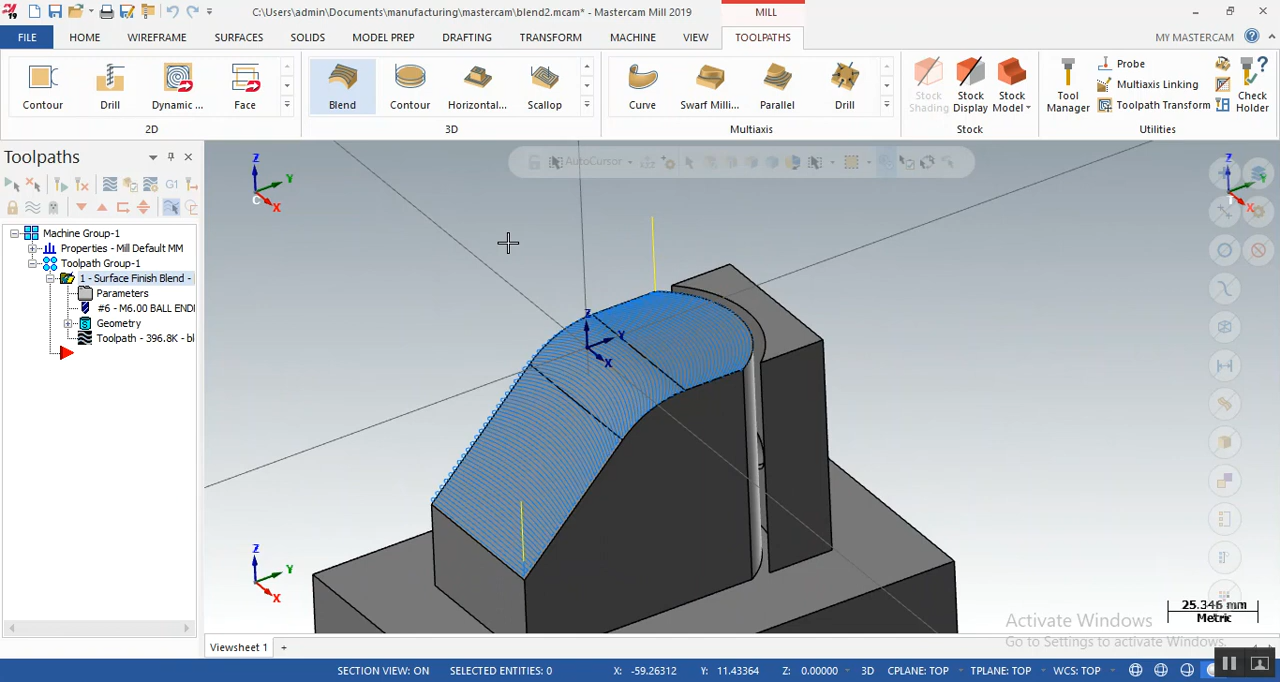 C:\Users\admin\Documents\manufacturing\mastercam\blend2.mcam* - Mastercam Mill 2019
MILL
FILE HOME WIREFRAME SURFACES SOLIDS MODEL PREP DRAFTING TRANSFORM MACHINE VIEW TOOLPATHS MY MASTERCAM
Contour Drill Dynamic ... Face
2D
Blend Contour Horizontal... Scallop
3D
Curve Swarf Milli... Parallel Drill
Multiaxis
Stock Shading Stock Display Stock Model
Stock
Tool Manager
Probe
Multiaxis Linking
Toolpath Transform
Check Holder
Utilities
Toolpaths
G1
AutoCursor
Machine Group-1
Properties - Mill Default MM
Toolpath Group-1
1 - Surface Finish Blend -
Parameters
#6 - M6.00 BALL END
Geometry
Toolpath - 396.8K - bl
Z
Y
X
C
Z
Y
X
T
Z
Y
X
Z
Y
X
25.346 mm
Metric
Activate Windows
Go to Settings to activate Windows.
Viewsheet 1 +
SECTION VIEW: ON SELECTED ENTITIES: 0 X: -59.26312 Y: 11.43364 Z: 0.00000 3D CPLANE: TOP TPLANE: TOP WCS: TOP